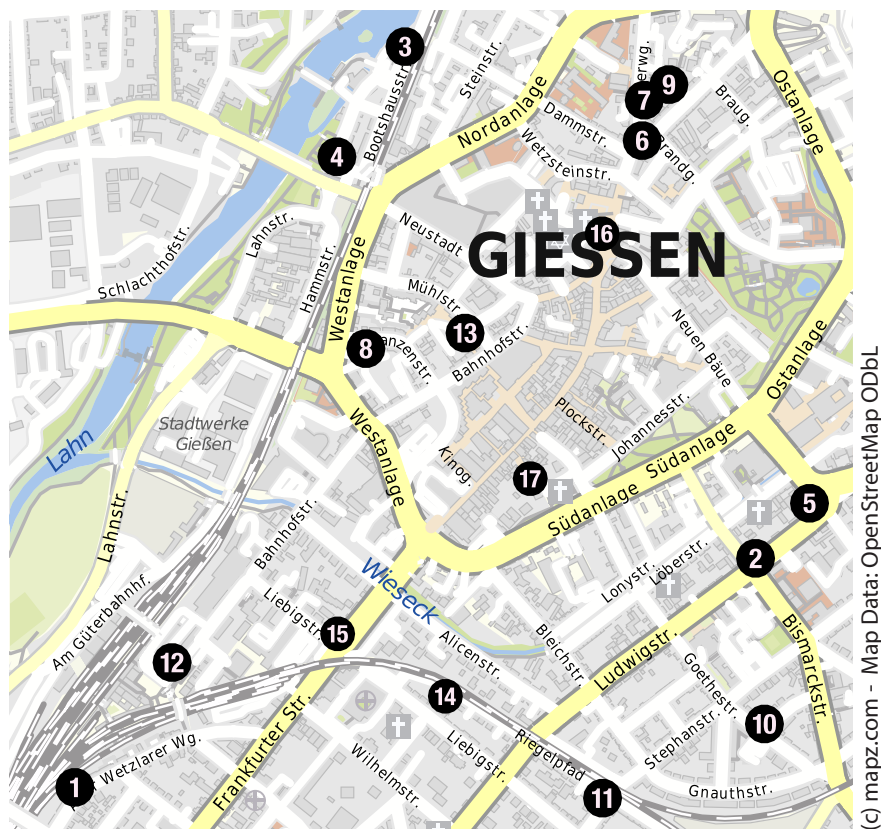 3
Steinstr.
Bootshausstr.
Nordanlage
9
7
erwg.
Braug.
Ostanlage
Dammstr.
6
Brandg.
4
Wetzsteinstr.
Lahnstr.
Neustadt
16
GIESSEN
Schlachthofstr.
Hammstr.
Westanlage
Mühlstr
13
8
anzenstr.
Bahnhofstr.
Neuen Bäue
Ostanlage
Stadtwerke
Gießen
Westanlage
Plockstr.
Johannesstr.
Südanlage
Lahn
Kinog.
17
Südanlage
5
Lahnstr.
Bahnhofstr.
2
Wieseck
Lonystr.
Löberstr.
Am Güterbahnhf.
Liebigstr.
15
Alicenstr.
Bleichstr.
Ludwigstr.
Bismarckstr.
12
14
Goethestr.
10
Stephanstr.
Wetzlarer Wg.
Frankfurter Str.
Wilhelmstr.
Liebigstr.
Riegelpfad
1
11
Gnauthstr.
(c) mapz.com - Map Data: OpenStreetMap ODbL